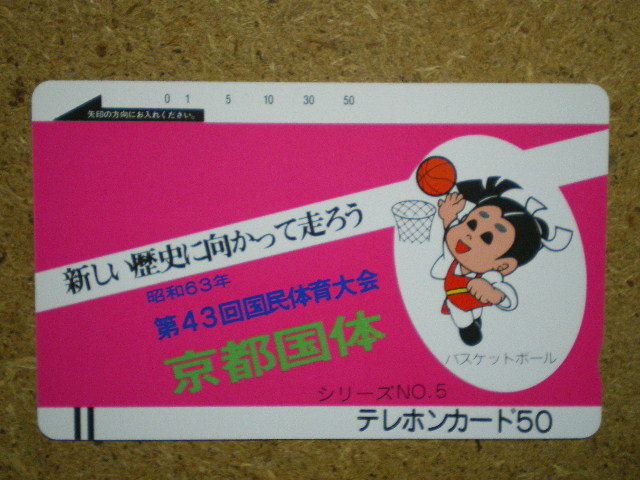 0 1 5 10 30 50
矢印の方向にお入れください。
新しい歴史に向かって走ろう
昭和63年
第43回国民体育大会
京都国体
バスケットボール
シリーズNO.5
テレホンカード50